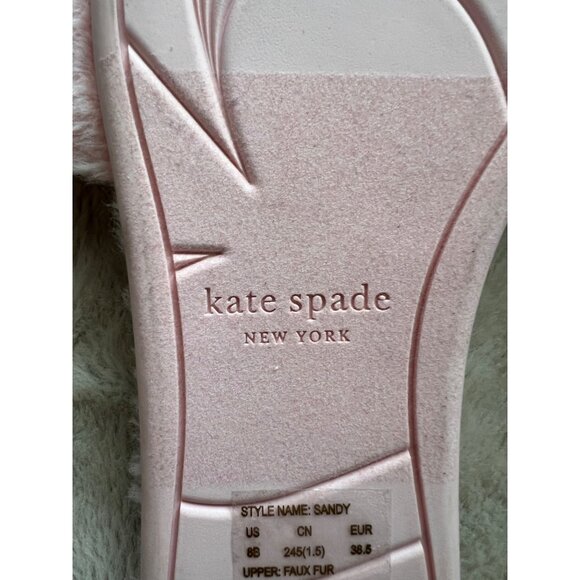 kate spade
NEW YORK
STYLE NAME: SANDY
US CN EUR
8B 245(1.5) 38.5
UPPER: FAUX FUR